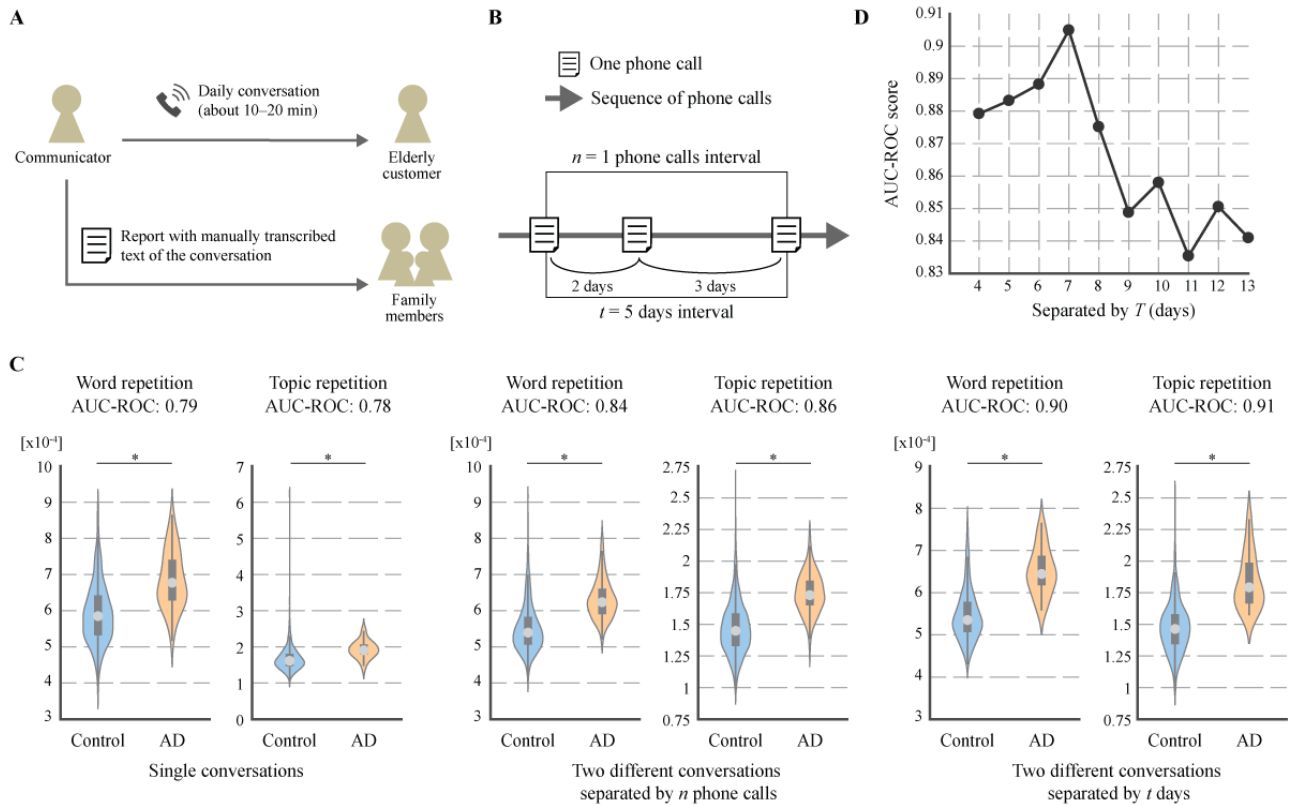 A
Daily conversation
(about 10–20 min)
Communicator
Elderly
customer
Report with manually transcribed
text of the conversation
Family
members
B
One phone call
Sequence of phone calls
n = 1 phone calls interval
2 days
3 days
t = 5 days interval
D
AUC-ROC score
0.91
0.9
0.89
0.88
0.87
0.86
0.85
0.84
0.83
4 5 6 7 8 9 10 11 12 13
Separated by T (days)
C
Word repetition
AUC-ROC: 0.79
[x10-4]
*
10
9
8
7
6
5
4
3
Control AD
Topic repetition
AUC-ROC: 0.78
*
7
6
5
4
3
2
1
0
Control AD
Single conversations
Word repetition
AUC-ROC: 0.84
[x10-4]
*
10
9
8
7
6
5
4
3
Control AD
Topic repetition
AUC-ROC: 0.86
*
2.75
2.5
2.25
2
1.75
1.5
1.25
1
0.75
Control AD
Two different conversations
separated by n phone calls
Word repetition
AUC-ROC: 0.90
[x10-4]
*
9
8
7
6
5
4
3
Control AD
Topic repetition
AUC-ROC: 0.91
*
2.75
2.5
2.25
2
1.75
1.5
1.25
1
0.75
Control AD
Two different conversations
separated by t days